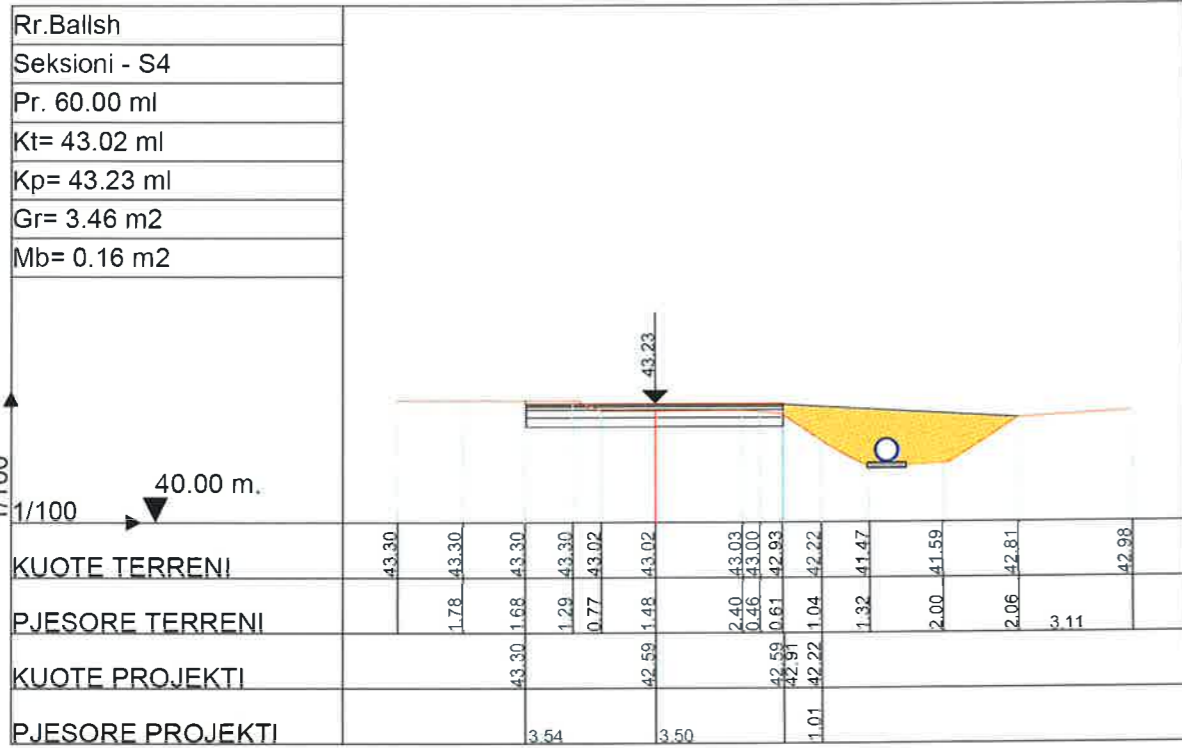 Rr.Ballsh
Seksioni - S4
Pr. 60.00 ml
Kt= 43.02 ml
Kp= 43.23 ml
Gr= 3.46 m2
Mb= 0.16 m2
43.23
40.00 m.
1/100
1/100
KUOTE TERRENI 43.30 43.30 43.30 43.30 43.02 43.02 43.03 43.00 42.93 42.22 41.47 41.59 42.81 42.98
PJESORE TERRENI 1.78 1.68 1.29 0.77 1.48 2.40 0.46 0.61 1.04 1.32 2.00 2.06 3.11
KUOTE PROJEKTI 43.30 42.59 42.59 42.91 42.22
PJESORE PROJEKTI 3.54 3.50 1.01